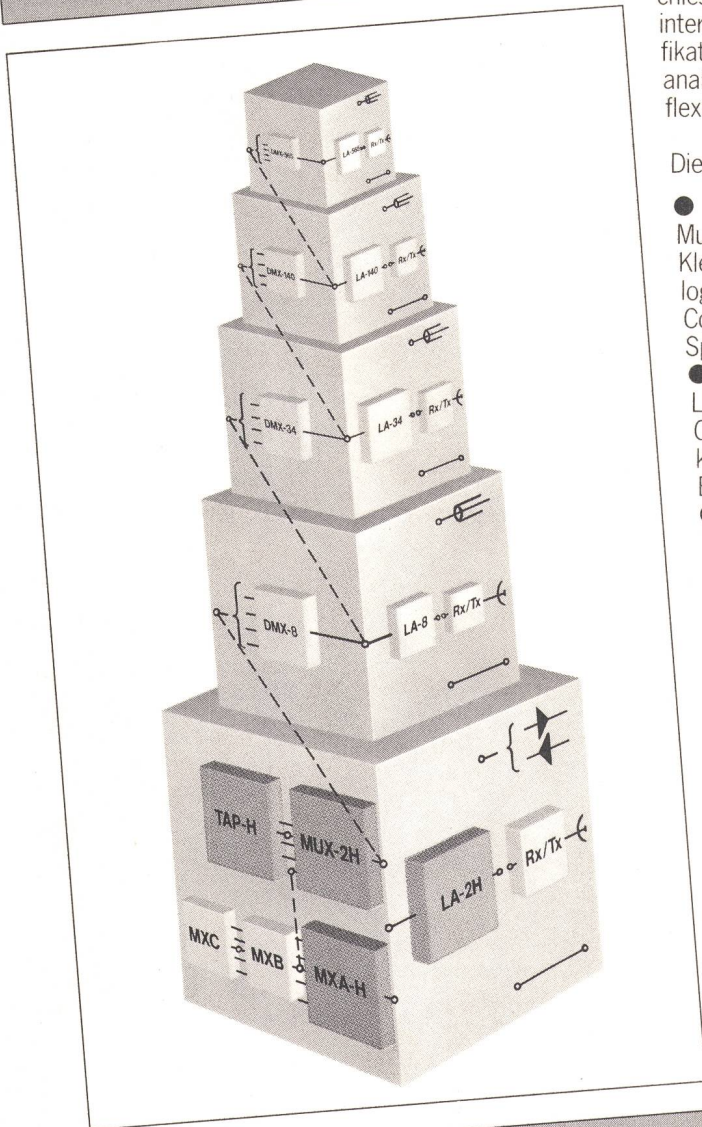 DMX-565 LA-565 Rx/Tx
DMX-140 LA-140 Rx/Tx
DMX-34 LA-34 Rx/Tx
DMX-8 LA-8 Rx/Tx
TAP-H MUX-2H LA-2H Rx/Tx
MXC MXB MXA-H
inter
fikat
ana
flex
Die
Mu
Kle
log
Co
Sp
L